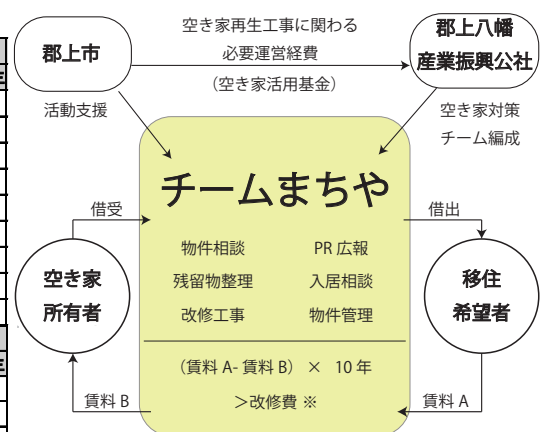 空き家再生工事に関わる
必要運営経費
(空き家活用基金)
郡上市
郡上八幡
産業振興公社
活動支援
空き家対策
チーム編成
チームまちや
借受
借出
物件相談
PR 広報
残留物整理
入居相談
改修工事
物件管理
空き家
所有者
移住
希望者
(賃料 A- 賃料 B) × 10 年
>改修費 ※
賃料 B
賃料 A